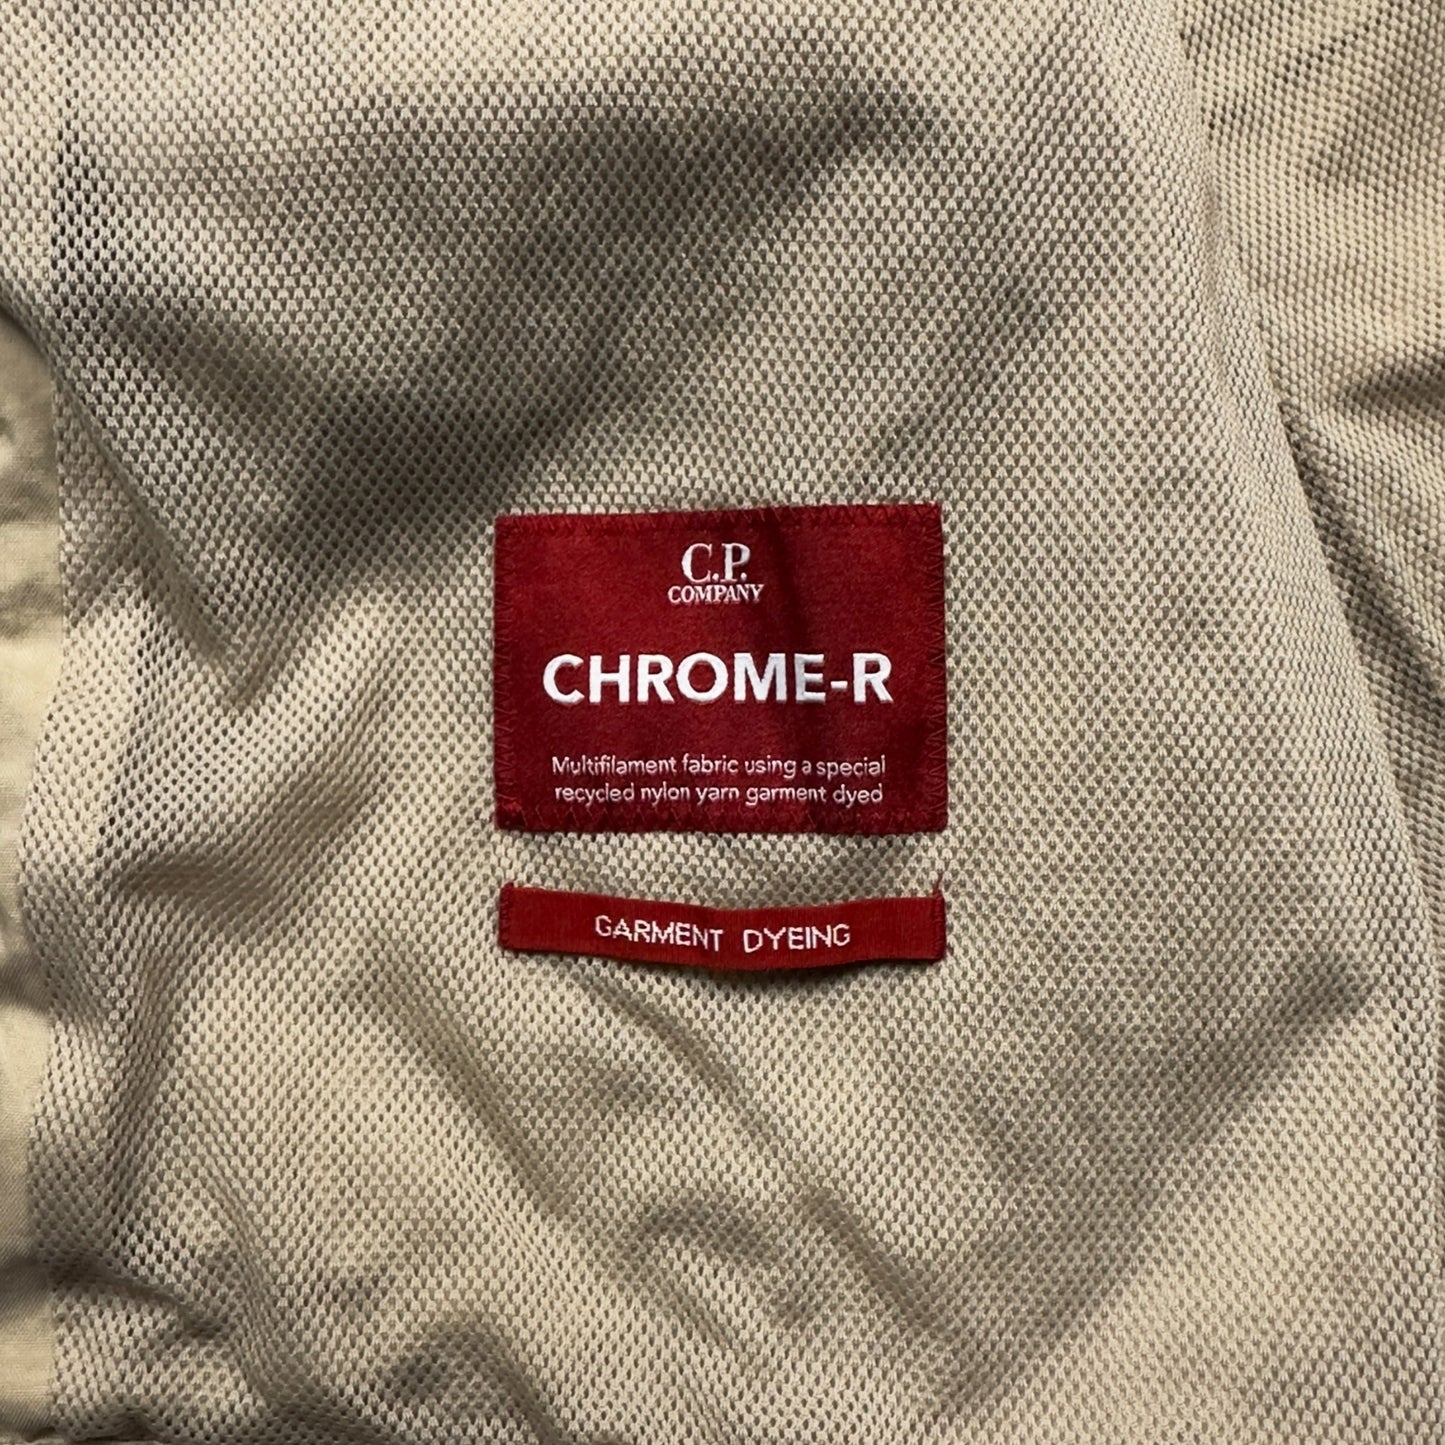 C.P.
COMPANY
CHROME-R
Multifilament fabric using a special
recycled nylon yarn garment dyed
GARMENT DYEING